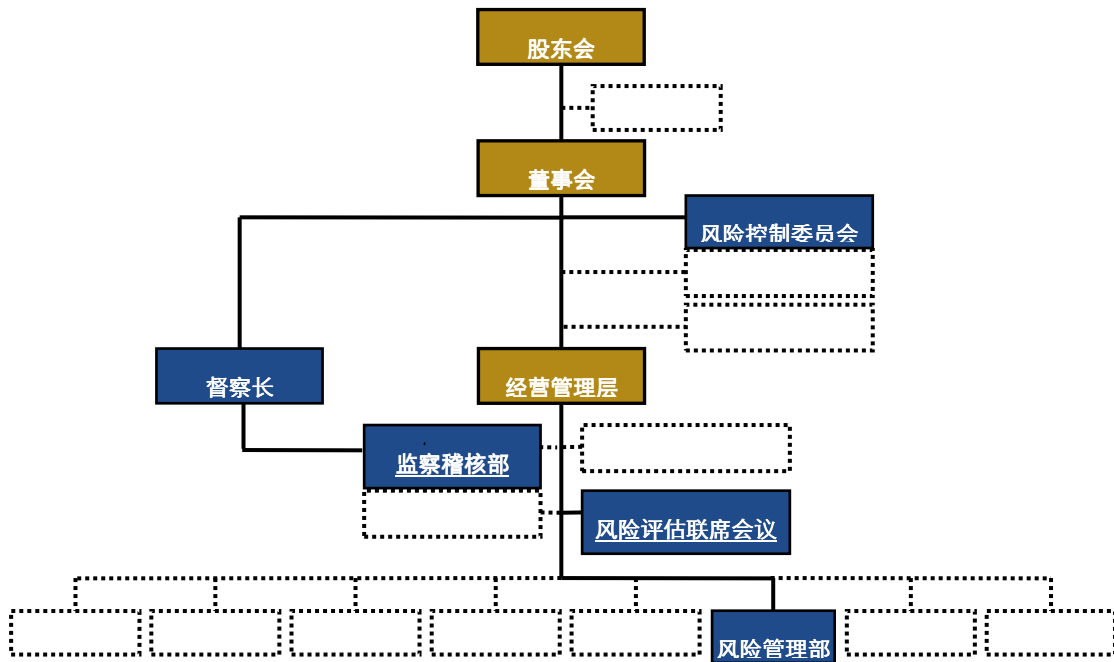 股东会
董事会
风险控制委员会
督察长
经营管理层
监察稽核部
风险评估联席会议
风险管理部